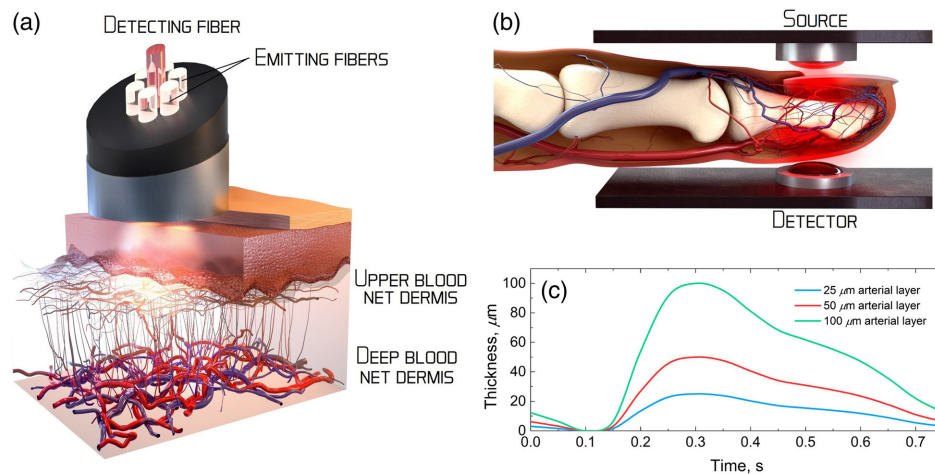 (a)
DETECTING FIBER
EMITTING FIBERS
UPPER BLOOD
NET DERMIS
DEEP BLOOD
NET DERMIS
(b)
SOURCE
DETECTOR
(c)
25 μm arterial layer
50 μm arterial layer
100 μm arterial layer
Thickness, μm
100
80
60
40
20
0
0.0 0.1 0.2 0.3 0.4 0.5 0.6 0.7
Time, s